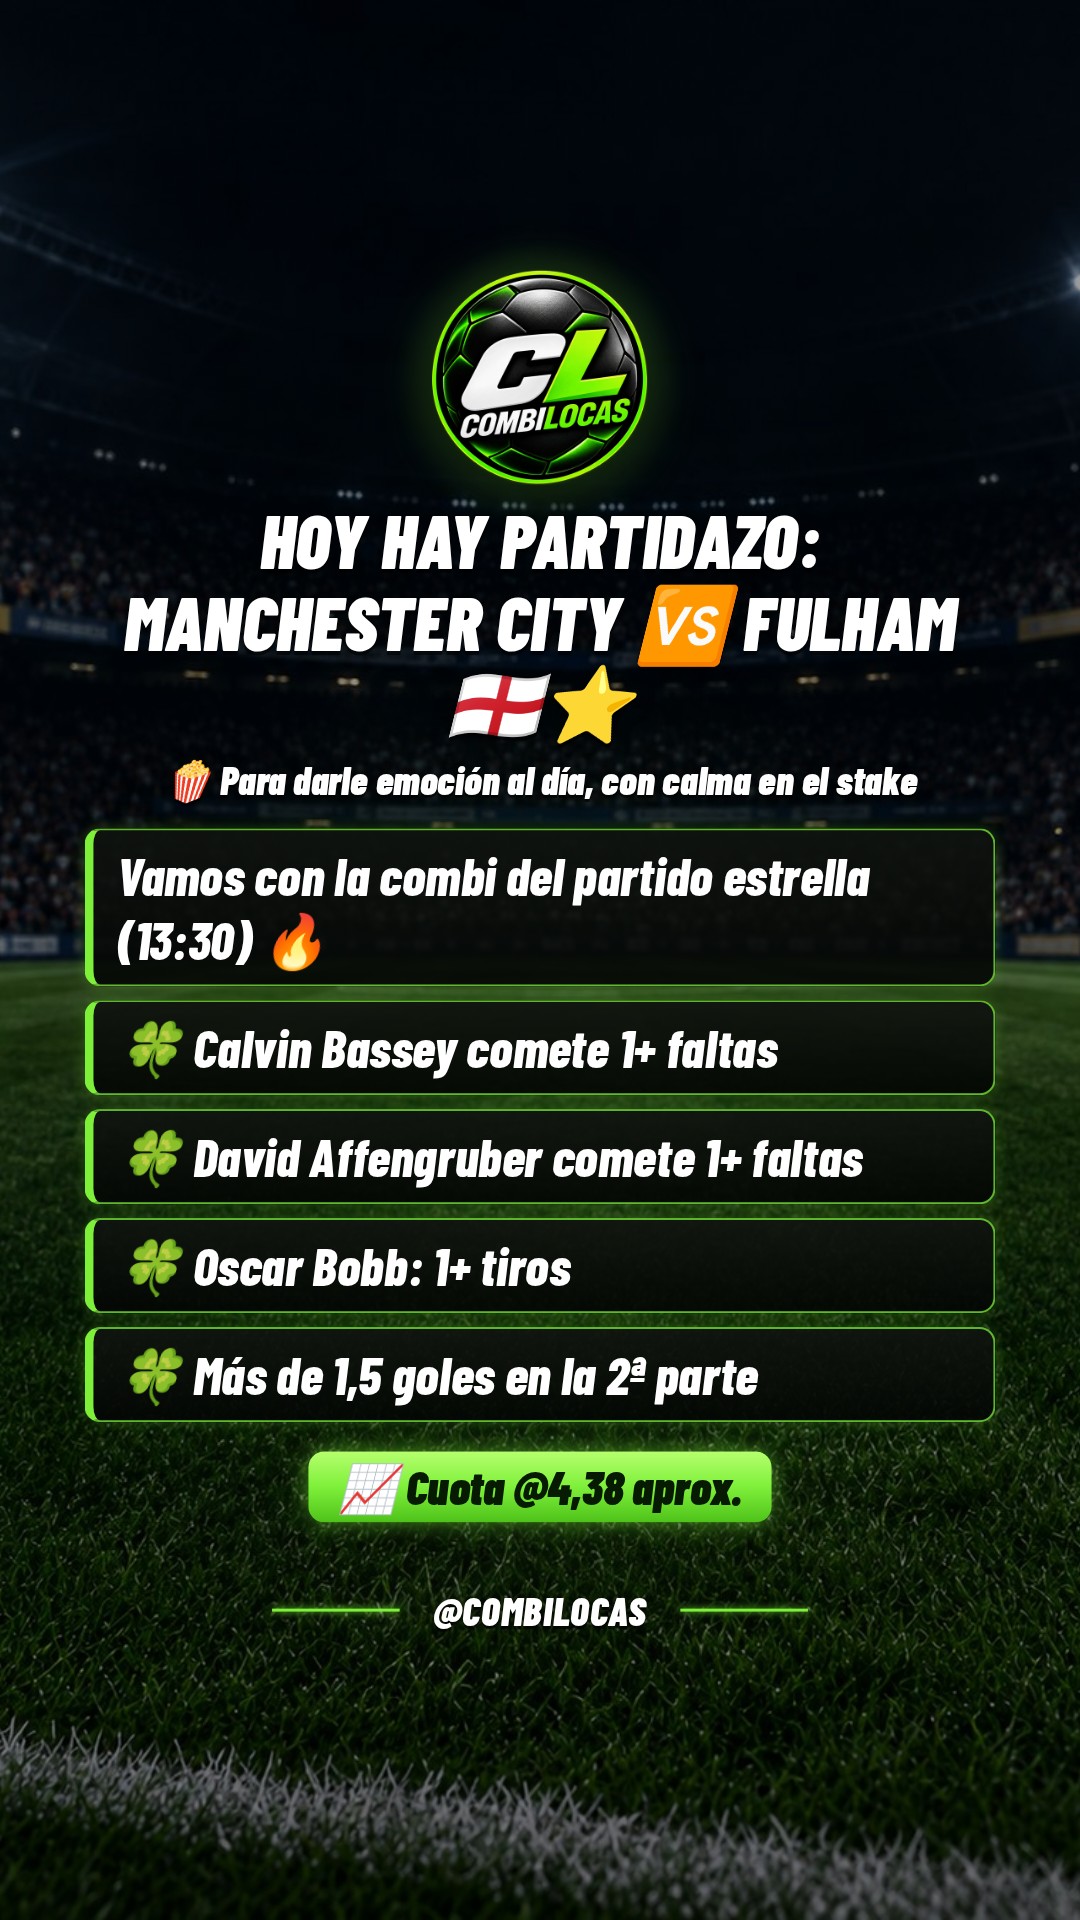 CL
COMBILOCAS
HOY HAY PARTIDAZO:
MANCHESTER CITY 🆚 FULHAM
🏴󠁧󠁢󠁥󠁮󠁧󠁿⭐
🍿 Para darle emoción al día, con calma en el stake
Vamos con la combi del partido estrella
(13:30) 🔥
🍀 Calvin Bassey comete 1+ faltas
🍀 David Affengruber comete 1+ faltas
🍀 Oscar Bobb: 1+ tiros
🍀 Más de 1,5 goles en la 2ª parte
📈 Cuota @4,38 aprox.
@COMBILOCAS